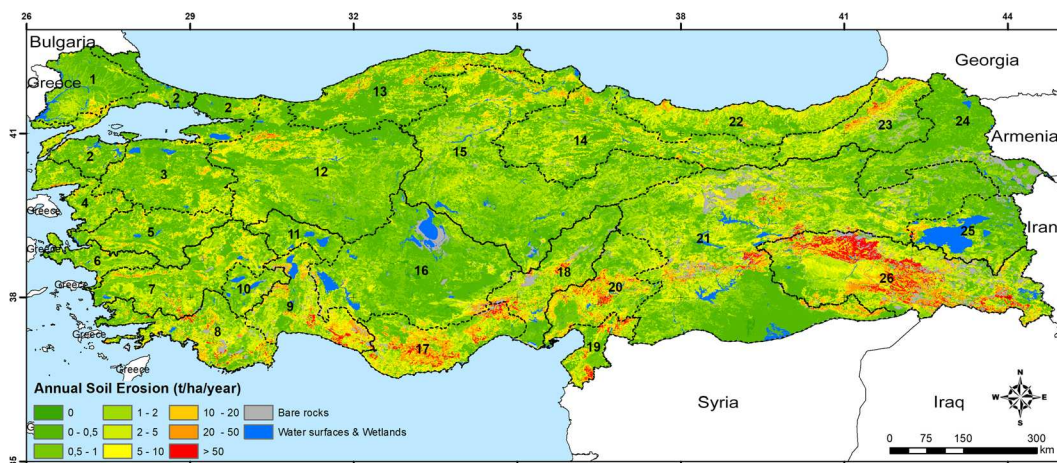 26 29 32 35 38 41 44
Bulgaria
Georgia
Greece
1
2
2
13
22
23
24
41
41
Armenia
2
3
12
15
14
4
Greece
5
11
25
Iran
Greece
6
16
21
18
26
38
38
Greece
7
10
9
20
Greece
8
17
19
Greece
Annual Soil Erosion (t/ha/year)
0 1 - 2 10 - 20 Bare rocks
0 - 0,5 2 - 5 20 - 50 Water surfaces & Wetlands
0,5 - 1 5 - 10 > 50
Syria
Iraq
N
W E
S
0 75 150 300
km